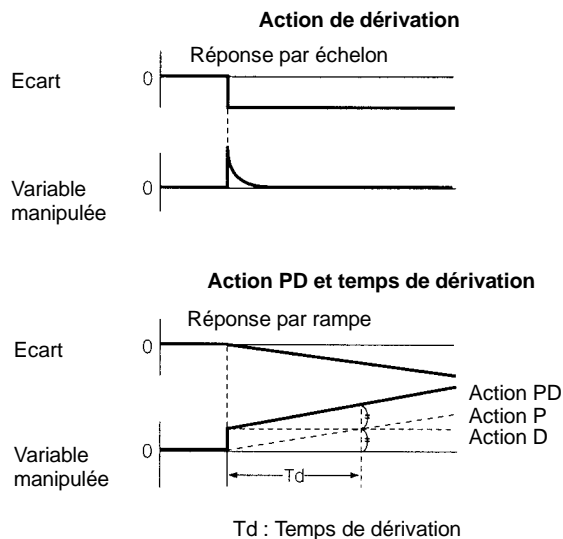 Action de dérivation
Réponse par échelon
Ecart
0
Variable
manipulée
0
Action PD et temps de dérivation
Réponse par rampe
Ecart
0
Action PD
Action P
Action D
Variable
manipulée
0
Td
Td : Temps de dérivation